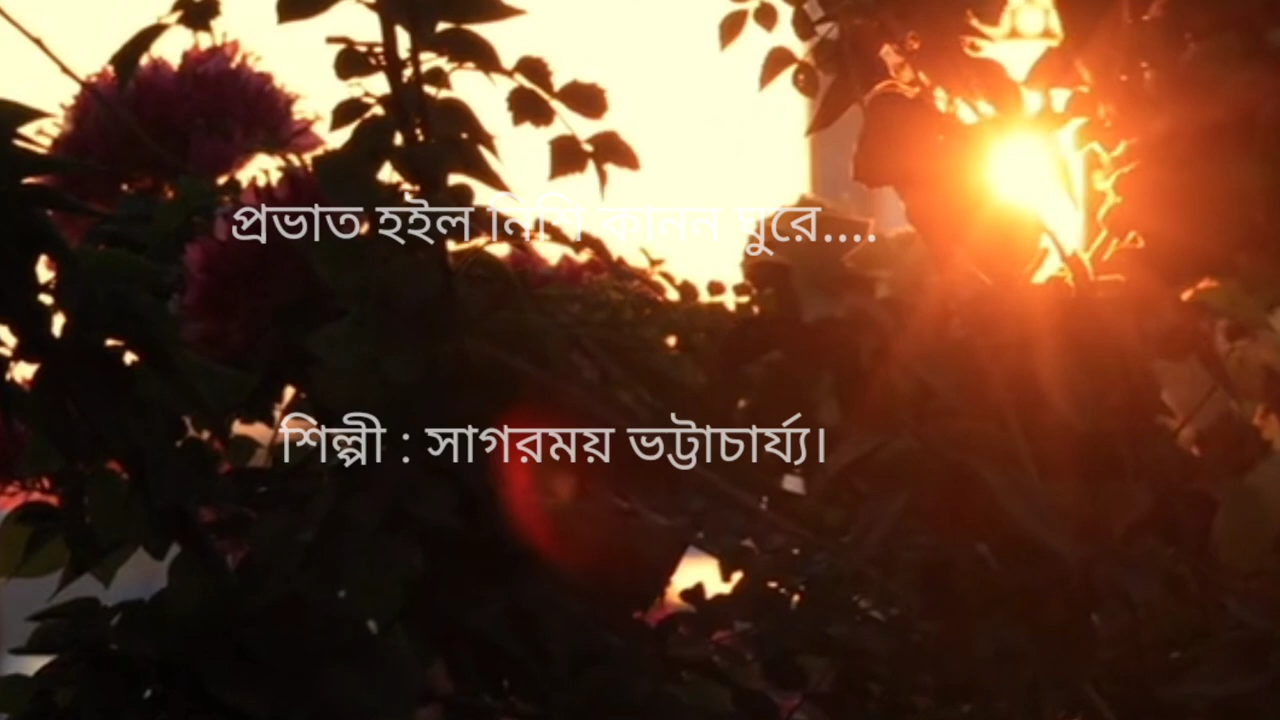 প্রভাত হইল নিশি কানন ঘুরে....
শিল্পী : সাগরময় ভট্টাচার্য্য।